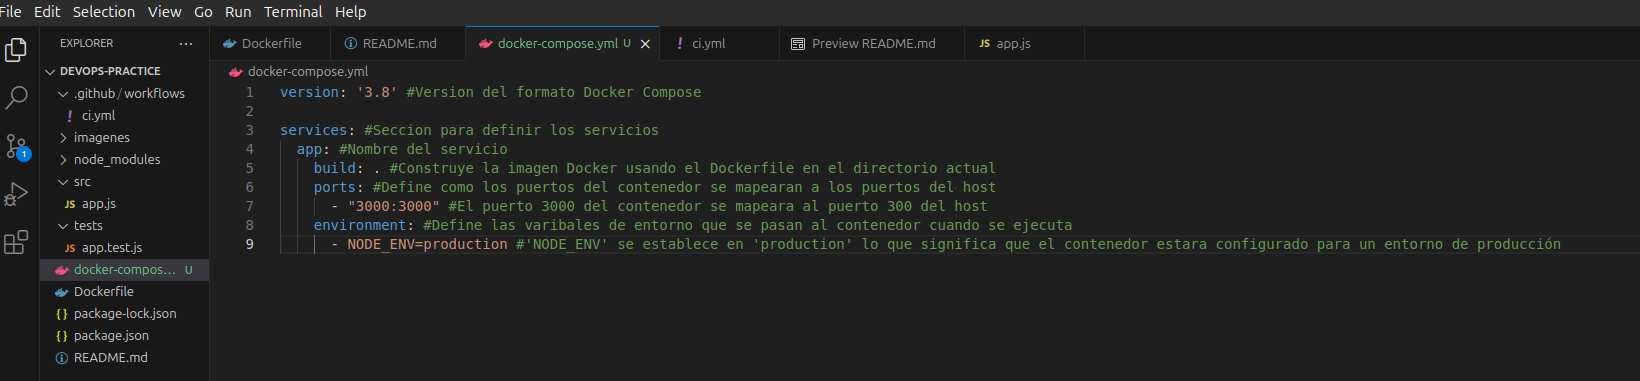 File Edit Selection View Go Run Terminal Help
EXPLORER ...
Dockerfile README.md docker-compose.yml U ci.yml Preview README.md app.js
DEVOPS-PRACTICE
.github/workflows
ci.yml
imagenes
node_modules
src
JS app.js
tests
JS app.test.js
docker-compos... U
Dockerfile
{} package-lock.json
{} package.json
README.md
1
docker-compose.yml
1 version: '3.8' #Version del formato Docker Compose
2
3 services: #Seccion para definir los servicios
4 app: #Nombre del servicio
5 build: . #Construye la imagen Docker usando el Dockerfile en el directorio actual
6 ports: #Define como los puertos del contenedor se mapearan a los puertos del host
7 - "3000:3000" #El puerto 3000 del contenedor se mapeara al puerto 300 del host
8 environment: #Define las varibales de entorno que se pasan al contenedor cuando se ejecuta
9 - NODE_ENV=production #'NODE_ENV' se establece en 'production' lo que significa que el contenedor estara configurado para un entorno de producción